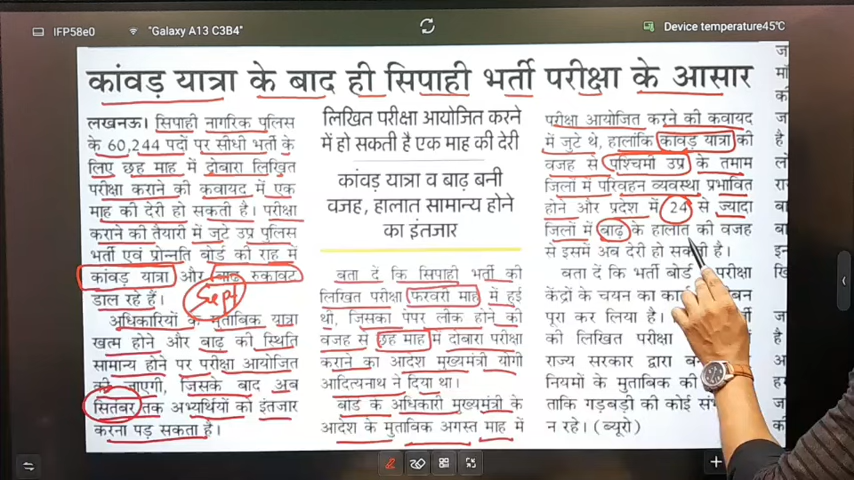 IFP58e0
"Galaxy A13 C3B4"
Device temperature45℃
कांवड़ यात्रा के बाद ही सिपाही भर्ती परीक्षा के आसार
लखनऊ। सिपाही नागरिक पुलिस
के 60,244 पदों पर सीधी भर्ती के
लिए छह माह में दोबारा लिखित
परीक्षा कराने की कवायद में एक
माह की देरी हो सकती है। परीक्षा
कराने की तैयारी में जुटे उप्र पुलिस
भर्ती एवं प्रोन्नति बोर्ड की राह में
कांवड़ यात्रा और बाढ़ रुकावट
डाल रहे हैं।
Sept
अधिकारियों के मुताबिक यात्रा
खत्म होने और बाढ़ की स्थिति
सामान्य होने पर परीक्षा आयोजित
की जाएगी, जिसके बाद अब
सितंबर तक अभ्यर्थियों को इंतजार
करना पड़ सकता है।
लिखित परीक्षा आयोजित करने
में हो सकती है एक माह की देरी
कांवड़ यात्रा व बाढ़ बनी
वजह, हालात सामान्य होने
का इंतजार
बता दें कि सिपाही भर्ती की
लिखित परीक्षा फरवरी माह में हुई
थी, जिसका पेपर लीक होने की
वजह से छह माह में दोबारा परीक्षा
कराने का आदेश मुख्यमंत्री योगी
आदित्यनाथ ने दिया था।
बोर्ड के अधिकारी मुख्यमंत्री के
आदेश के मुताबिक अगस्त माह में
परीक्षा आयोजित करने की कवायद
में जुटे थे, हालांकि कांवड़ यात्रा की
वजह से पश्चिमी उप्र के तमाम
जिलों में परिवहन व्यवस्था प्रभावित
होने और प्रदेश में 24 से ज्यादा
जिलों में बाढ़ के हालात की वजह
से इसमें अब देरी हो सकती है।
बता दें कि भर्ती बोर्ड परीक्षा
केंद्रों के चयन का
पूरा कर लिया है।
की लिखित परीक्षा
राज्य सरकार द्वारा
नियमों के मुताबिक की
ताकि गड़बड़ी की कोई
न रहे। (ब्यूरो)